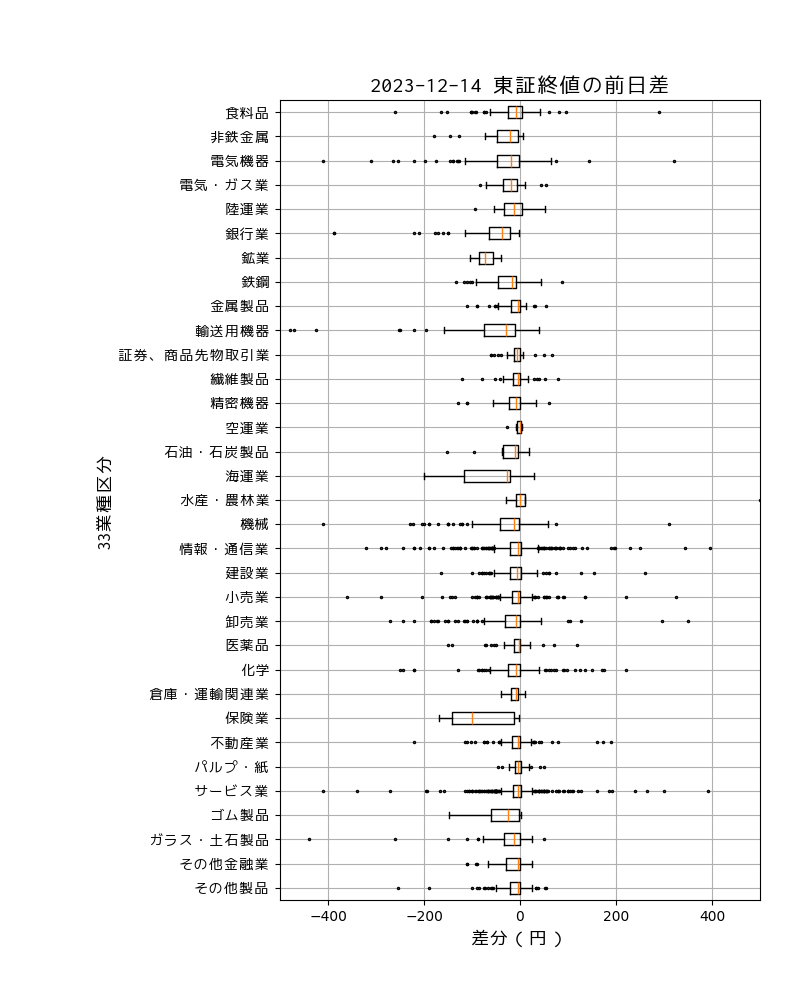 2023-12-14 東証終値の前日差
食料品
非鉄金属
電気機器
電気・ガス業
陸運業
銀行業
鉱業
鉄鋼
金属製品
輸送用機器
証券、商品先物取引業
繊維製品
精密機器
空運業
石油・石炭製品
海運業
水産・農林業
機械
情報・通信業
建設業
小売業
卸売業
医薬品
化学
倉庫・運輸関連業
保険業
不動産業
パルプ・紙
サービス業
ゴム製品
ガラス・土石製品
その他金融業
その他製品
33業種区分
−400 −200 0 200 400
差分（円）